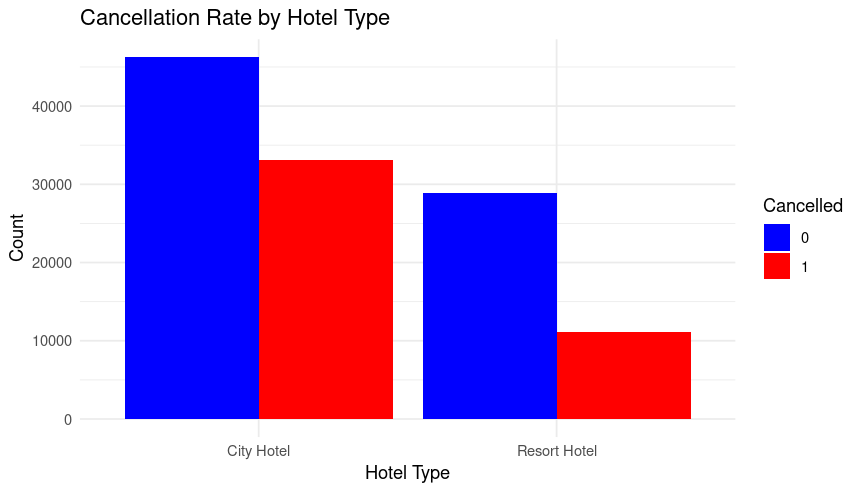 Cancellation Rate by Hotel Type
Count
40000
30000
20000
10000
0
City Hotel
Resort Hotel
Hotel Type
Cancelled
0
1